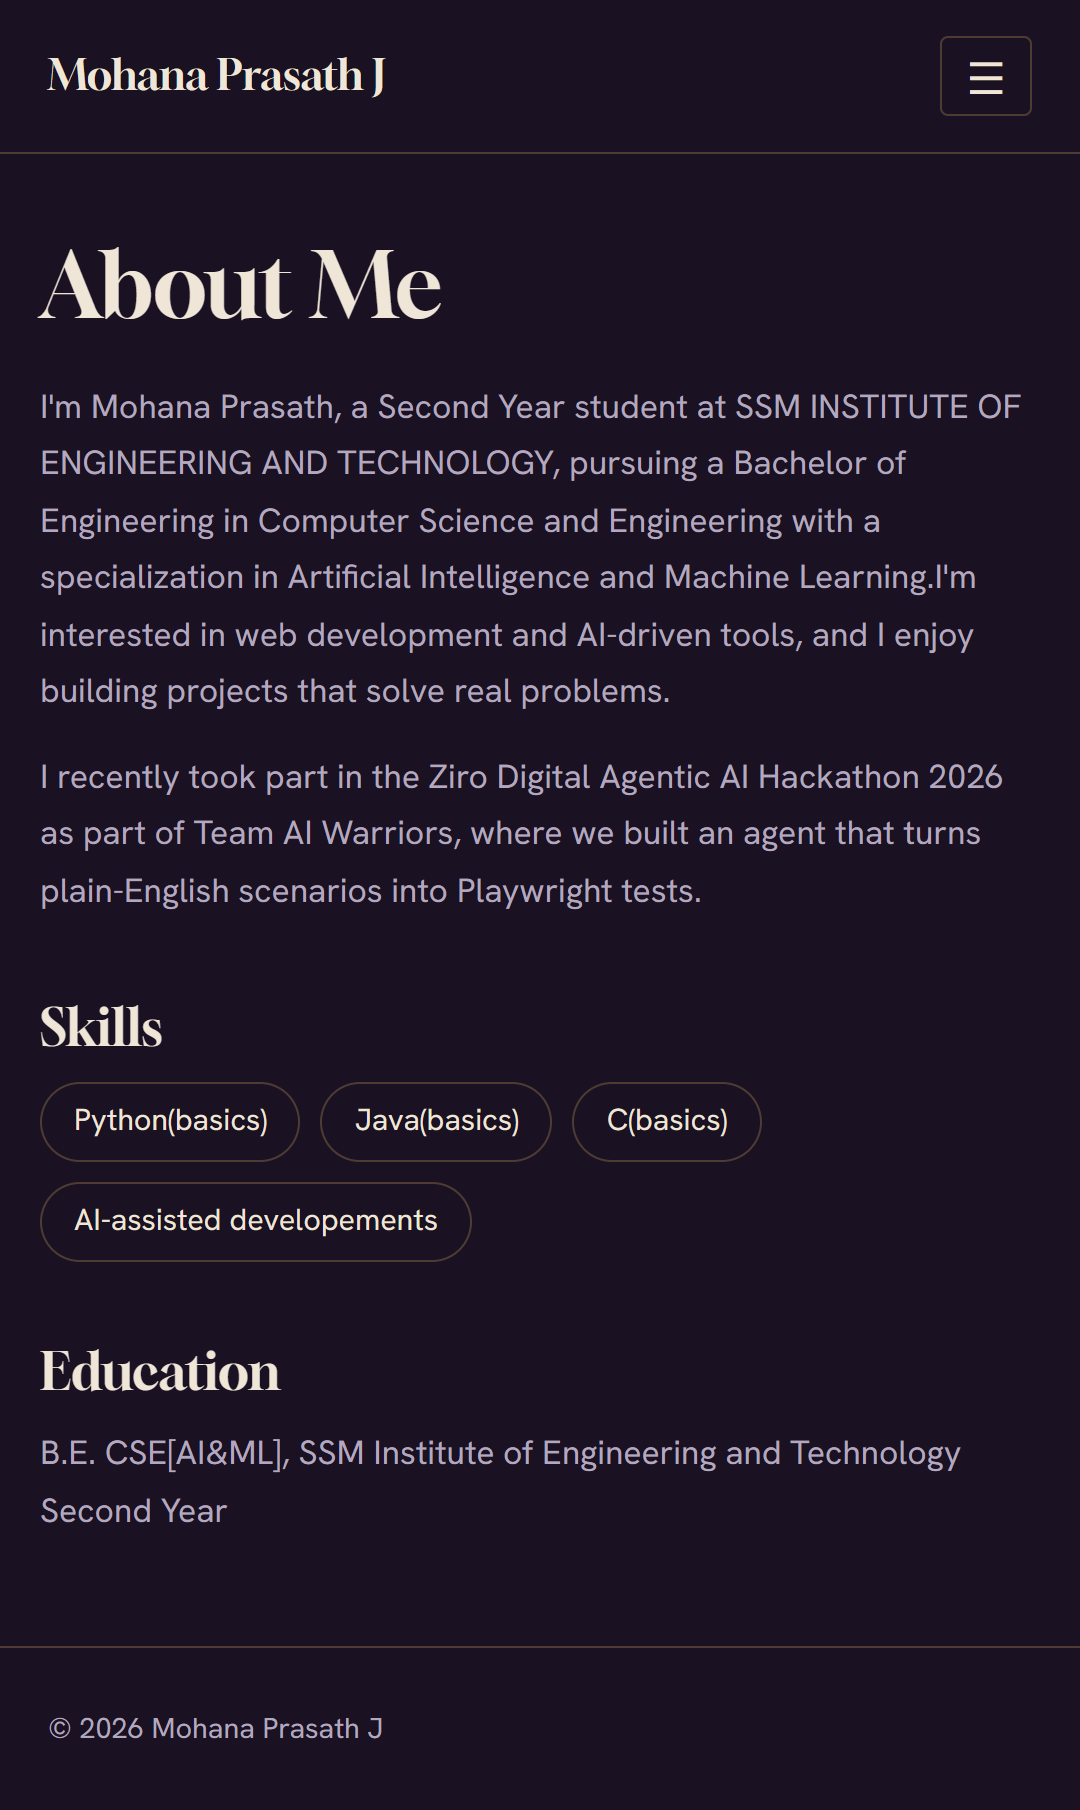 Mohana Prasath J
About Me
I'm Mohana Prasath, a Second Year student at SSM INSTITUTE OF
ENGINEERING AND TECHNOLOGY, pursuing a Bachelor of
Engineering in Computer Science and Engineering with a
specialization in Artificial Intelligence and Machine Learning.I'm
interested in web development and AI-driven tools, and I enjoy
building projects that solve real problems.
I recently took part in the Ziro Digital Agentic AI Hackathon 2026
as part of Team AI Warriors, where we built an agent that turns
plain-English scenarios into Playwright tests.
Skills
Python(basics)
Java(basics)
C(basics)
AI-assisted developements
Education
B.E. CSE[AI&ML], SSM Institute of Engineering and Technology
Second Year
© 2026 Mohana Prasath J